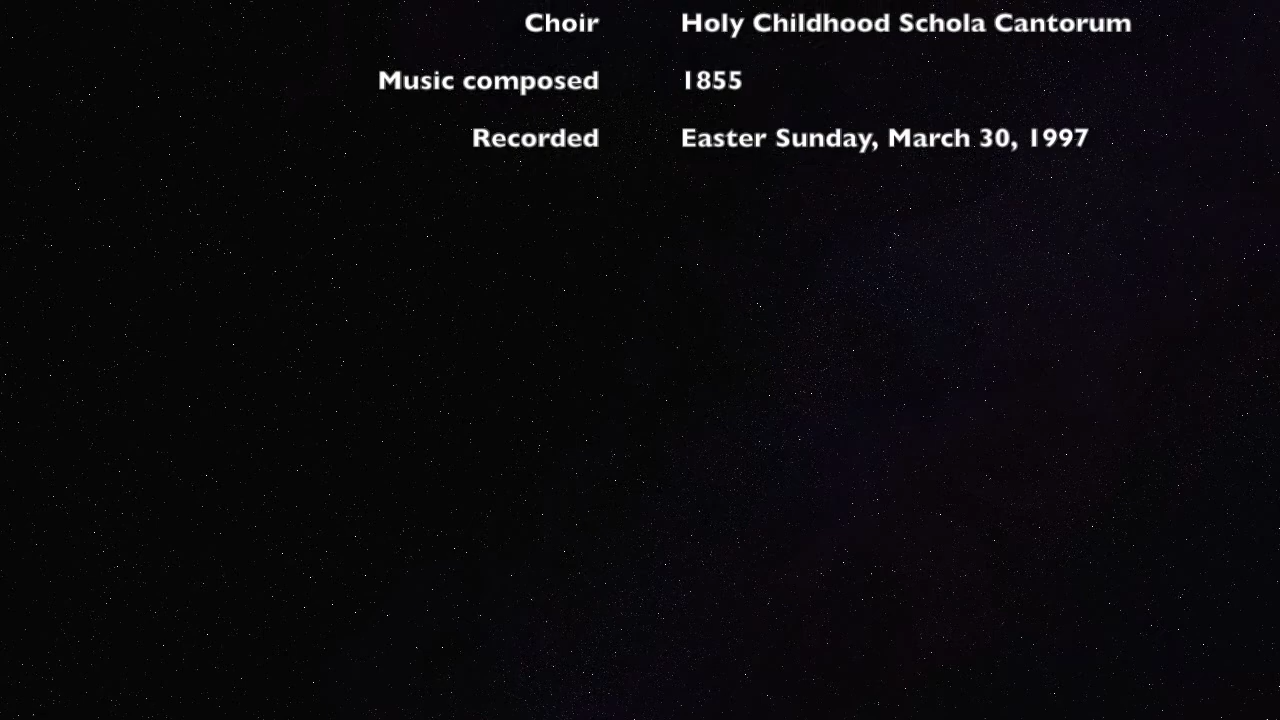 Choir Holy Childhood Schola Cantorum
Music composed 1855
Recorded Easter Sunday, March 30, 1997